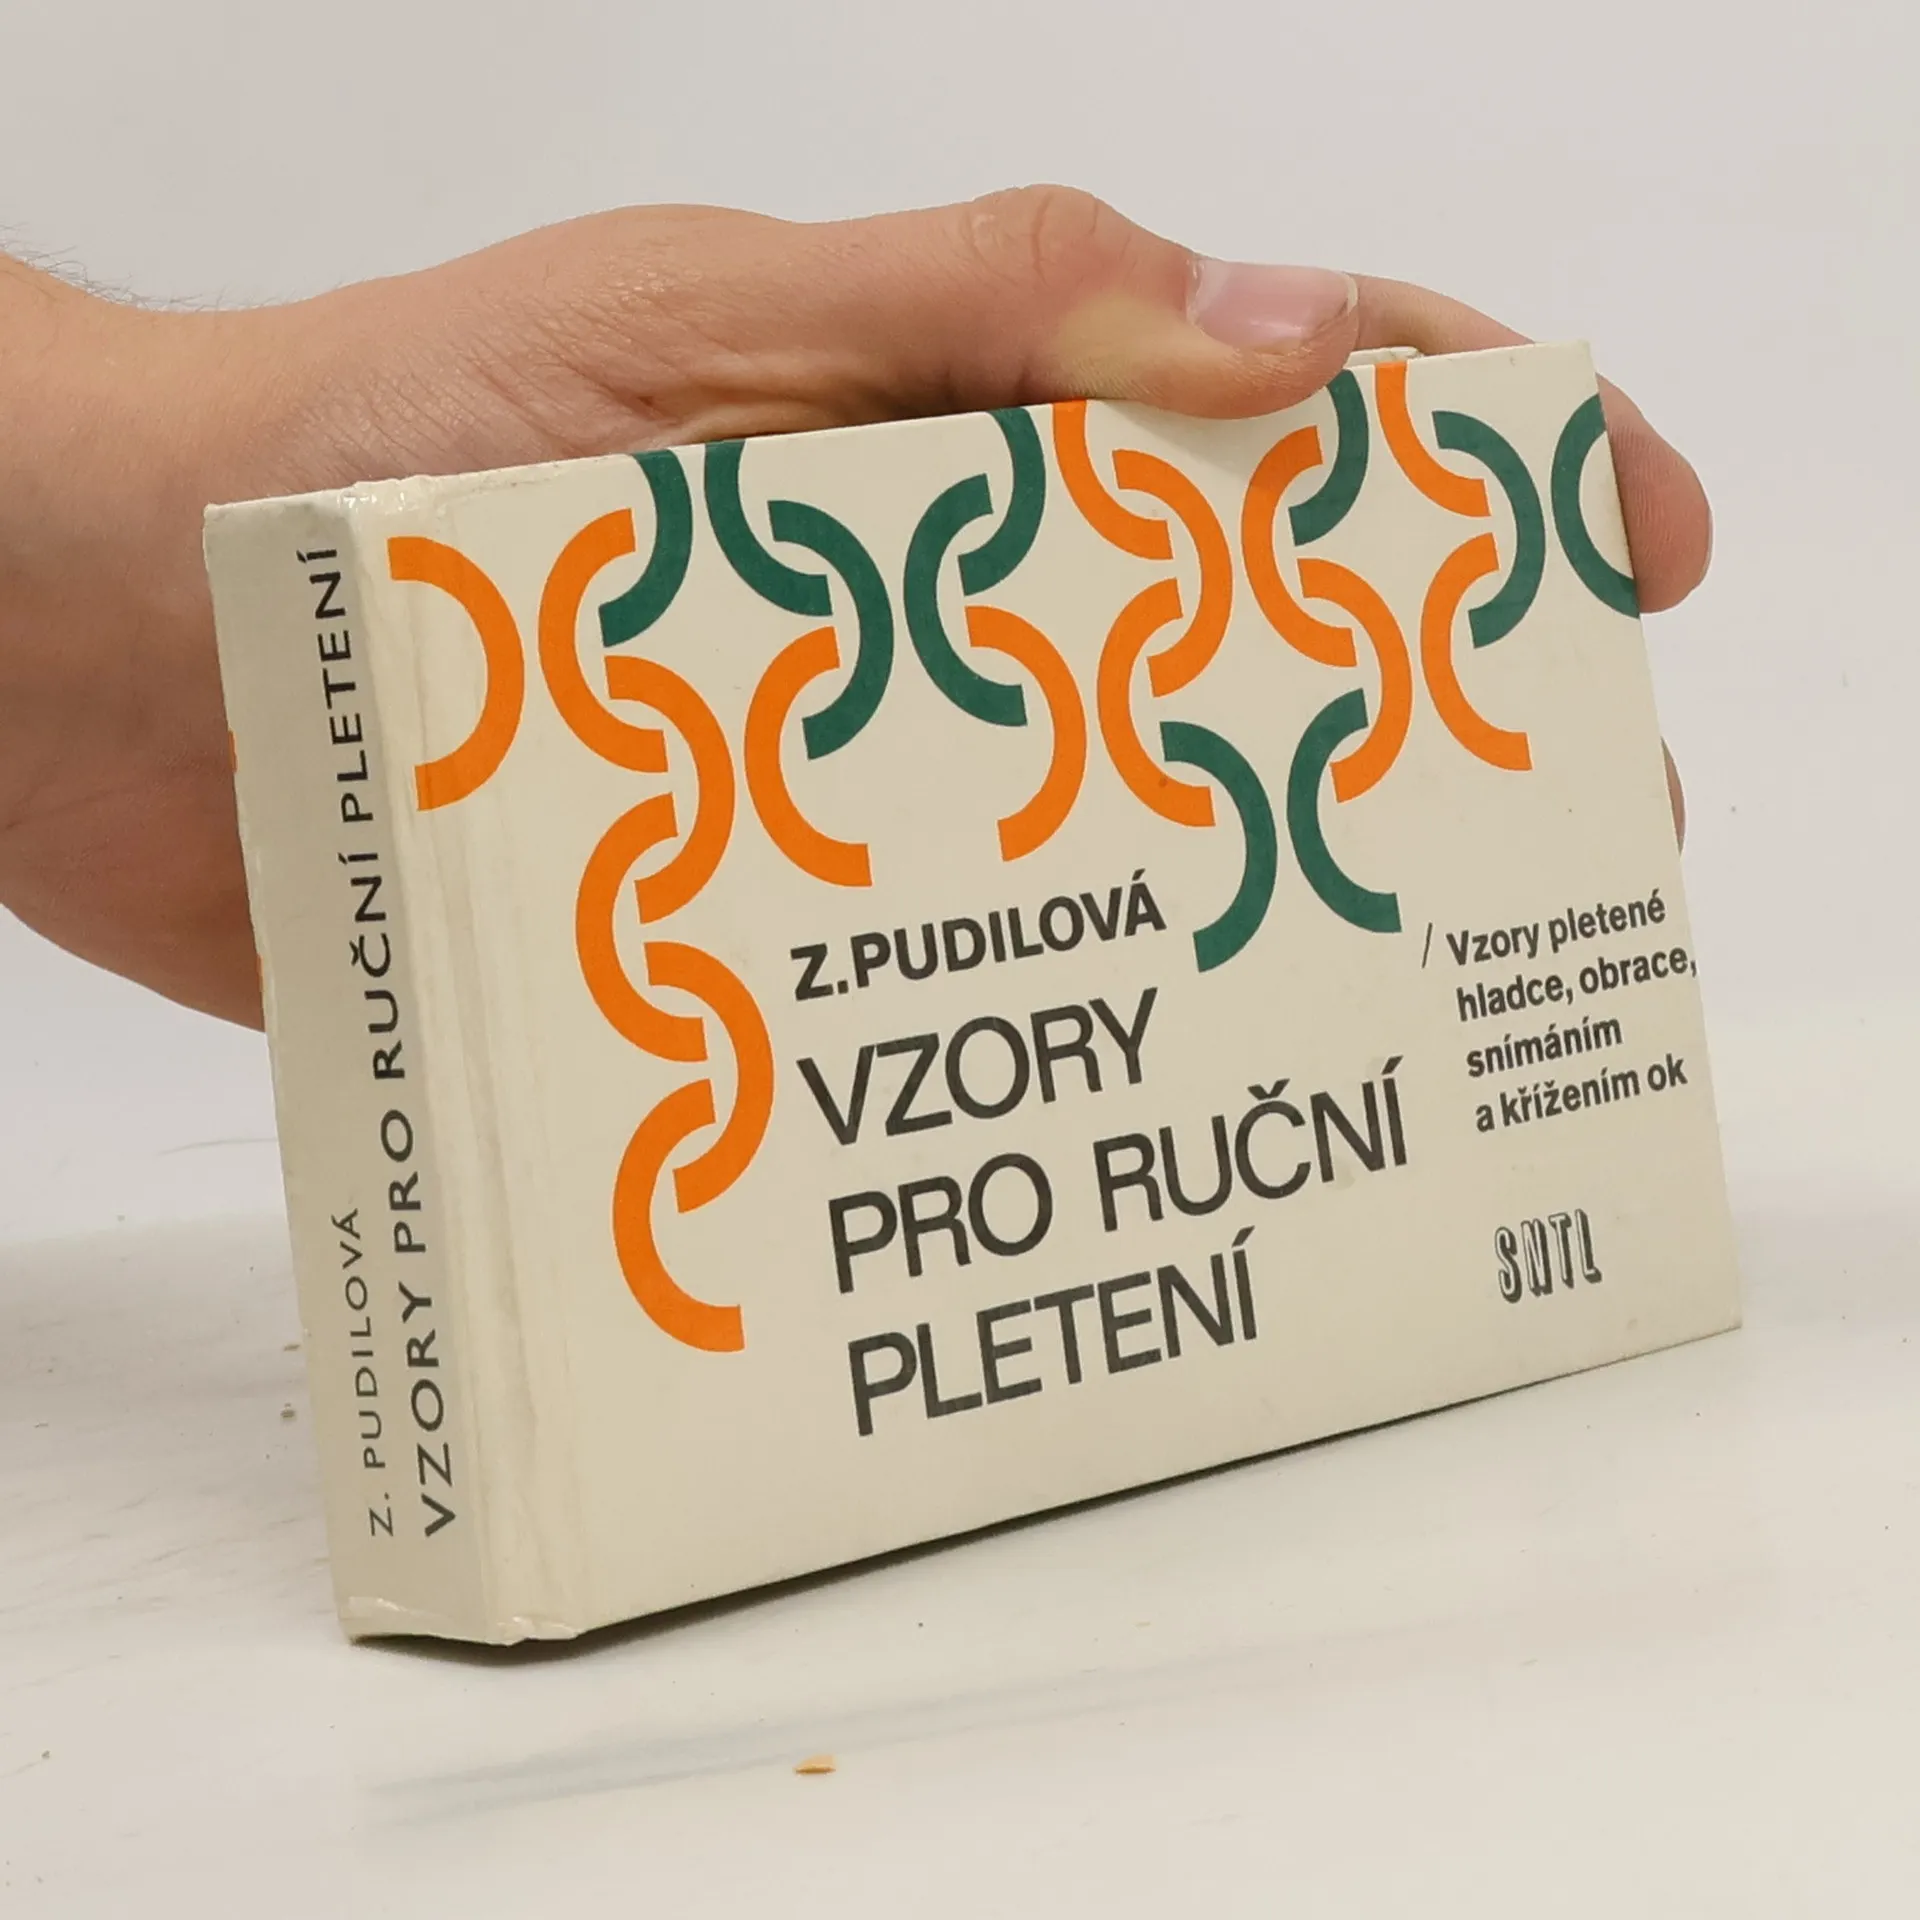 Z. PUDILOVÁ
VZORY PRO RUČNÍ PLETENÍ
Z.PUDILOVÁ
VZORY
PRO RUČNÍ
PLETENÍ
/ Vzory pletené
hladce, obrace,
snímáním
a křížením ok
SNTL